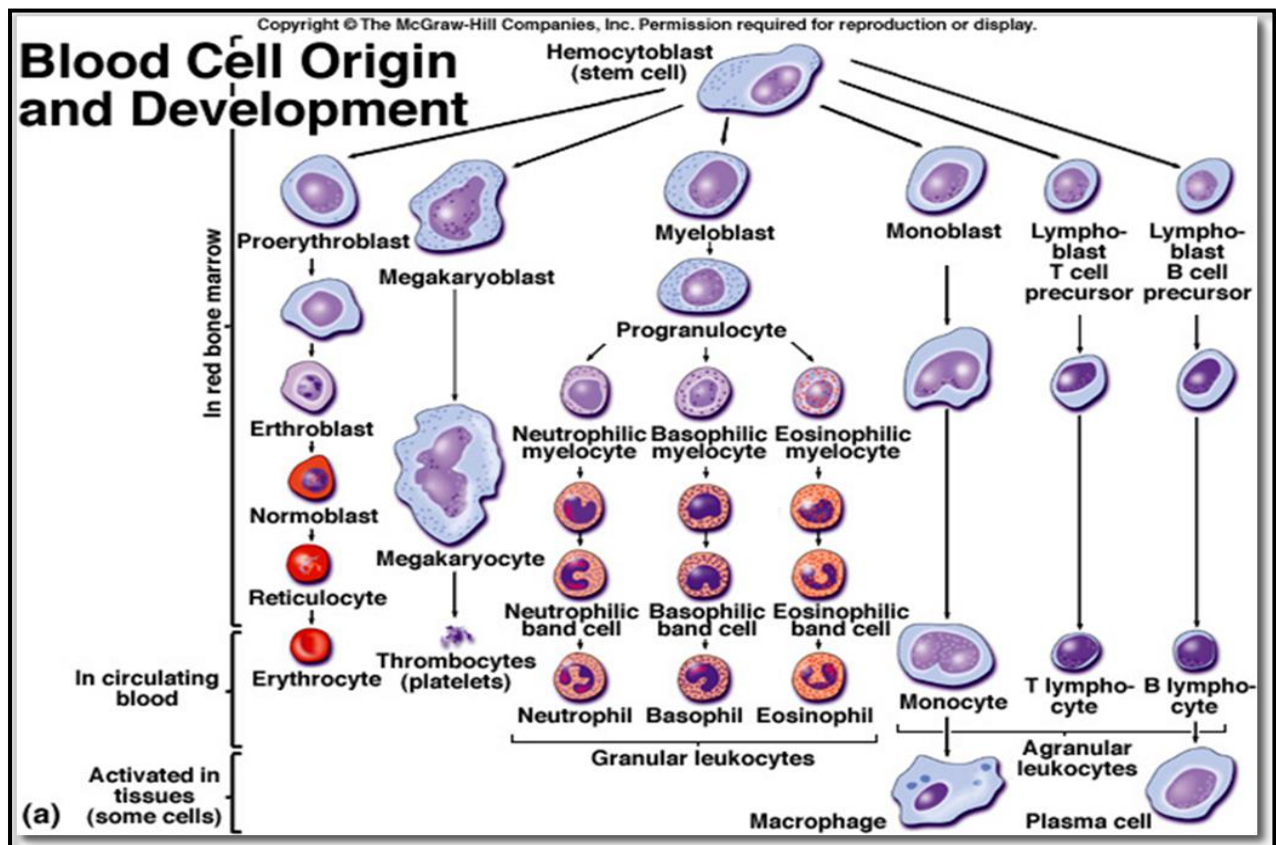 Copyright © The McGraw-Hill Companies, Inc. Permission required for reproduction or display.
Blood Cell Origin
and Development
Hemocytoblast
(stem cell)
In red bone marrow
Proerythroblast
Megakaryoblast
Myeloblast
Monoblast
Lympho-
blast
T cell
precursor
Lympho-
blast
B cell
precursor
Progranulocyte
Erthroblast
Neutrophilic
myelocyte
Basophilic
myelocyte
Eosinophilic
myelocyte
Normoblast
Megakaryocyte
Reticulocyte
Neutrophilic
band cell
Basophilic
band cell
Eosinophilic
band cell
In circulating
blood
Erythrocyte
Thrombocytes
(platelets)
Neutrophil
Basophil
Eosinophil
Monocyte
T lympho-
cyte
B lympho-
cyte
Granular leukocytes
Agranular
leukocytes
Activated in
tissues
(some cells)
(a)
Macrophage
Plasma cell